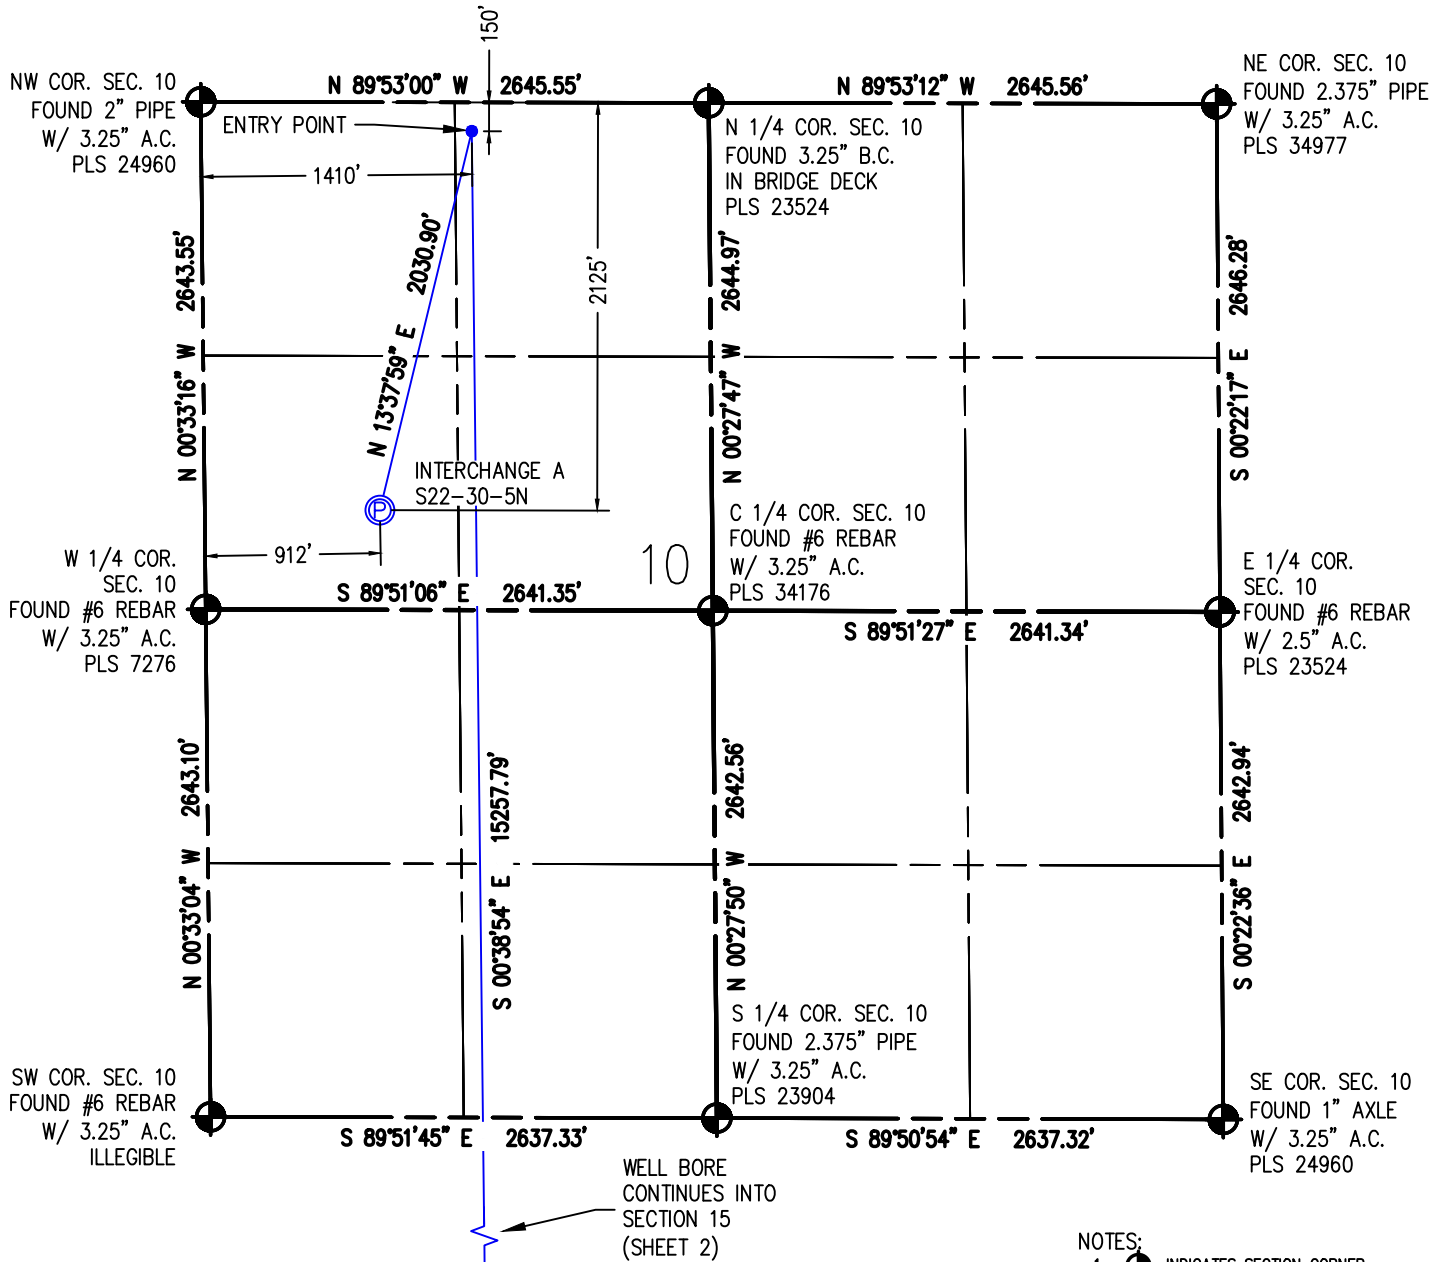 150'
NW COR. SEC. 10
FOUND 2" PIPE
W/ 3.25" A.C.
PLS 24960
N 89°53'00" W 2645.55'
N 89°53'12" W 2645.56'
NE COR. SEC. 10
FOUND 2.375" PIPE
W/ 3.25" A.C.
PLS 34977
ENTRY POINT
N 1/4 COR. SEC. 10
FOUND 3.25" B.C.
IN BRIDGE DECK
PLS 23524
1410'
N 00°33'16" W 2643.55'
N 13°37'59" E 2030.90'
2125'
N 00°27'47" W 2644.97'
S 00°22'17" E 2646.28'
INTERCHANGE A
S22-30-5N
P
912'
W 1/4 COR.
SEC. 10
FOUND #6 REBAR
W/ 3.25" A.C.
PLS 7276
10
C 1/4 COR. SEC. 10
FOUND #6 REBAR
W/ 3.25" A.C.
PLS 34176
E 1/4 COR.
SEC. 10
FOUND #6 REBAR
W/ 2.5" A.C.
PLS 23524
S 89°51'06" E 2641.35'
S 89°51'27" E 2641.34'
N 00°33'04" W 2643.10'
S 00°38'54" E 15257.79'
N 00°27'50" W 2642.56'
S 00°22'36" E 2642.94'
S 1/4 COR. SEC. 10
FOUND 2.375" PIPE
W/ 3.25" A.C.
PLS 23904
SW COR. SEC. 10
FOUND #6 REBAR
W/ 3.25" A.C.
ILLEGIBLE
SE COR. SEC. 10
FOUND 1" AXLE
W/ 3.25" A.C.
PLS 24960
S 89°51'45" E 2637.33'
S 89°50'54" E 2637.32'
WELL BORE
CONTINUES INTO
SECTION 15
(SHEET 2)
NOTES:
INDICATES SECTION CORNER